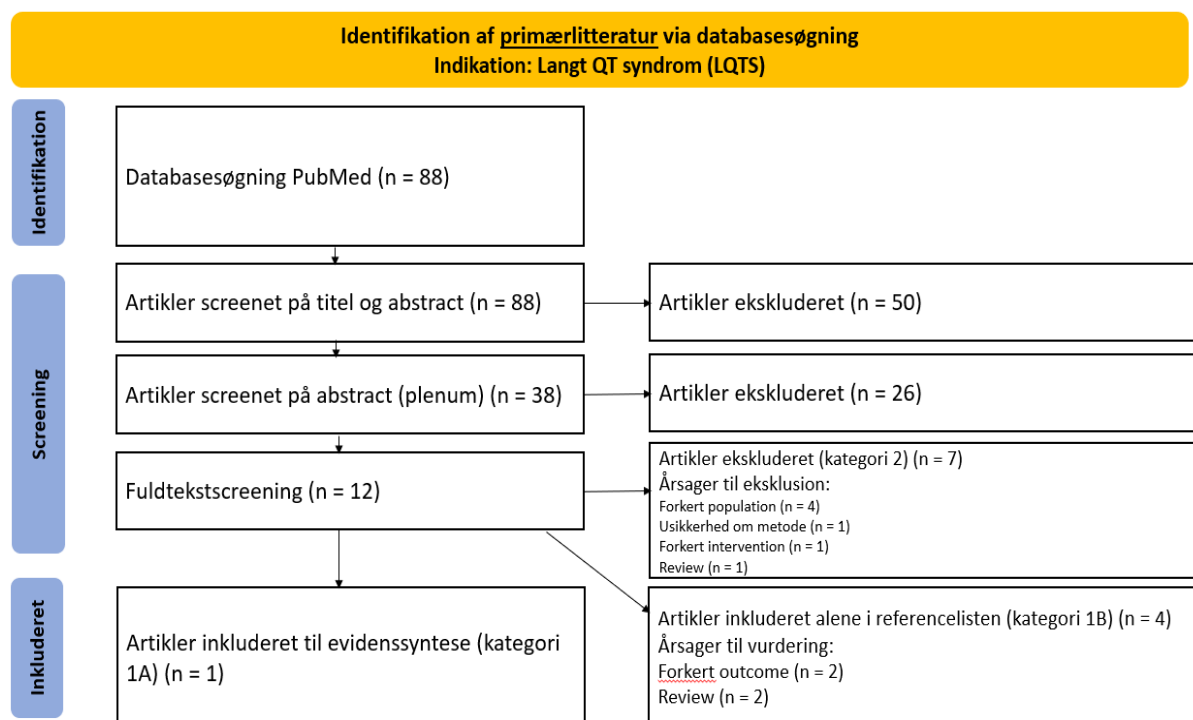 Identifikation af primærlitteratur via databasesøgning
Indikation: Langt QT syndrom (LQTS)
Identifikation
Databasesøgning PubMed (n = 88)
Screening
Artikler screenet på titel og abstract (n = 88)
Artikler ekskluderet (n = 50)
Artikler screenet på abstract (plenum) (n = 38)
Artikler ekskluderet (n = 26)
Fuldtekstscreening (n = 12)
Artikler ekskluderet (kategori 2) (n = 7)
Årsager til eksklusion:
Forkert population (n = 4)
Usikkerhed om metode (n = 1)
Forkert intervention (n = 1)
Review (n = 1)
Inkluderet
Artikler inkluderet til evidenssyntese (kategori
1A) (n = 1)
Artikler inkluderet alene i referencelisten (kategori 1B) (n = 4)
Årsager til vurdering:
Forkert outcome (n = 2)
Review (n = 2)